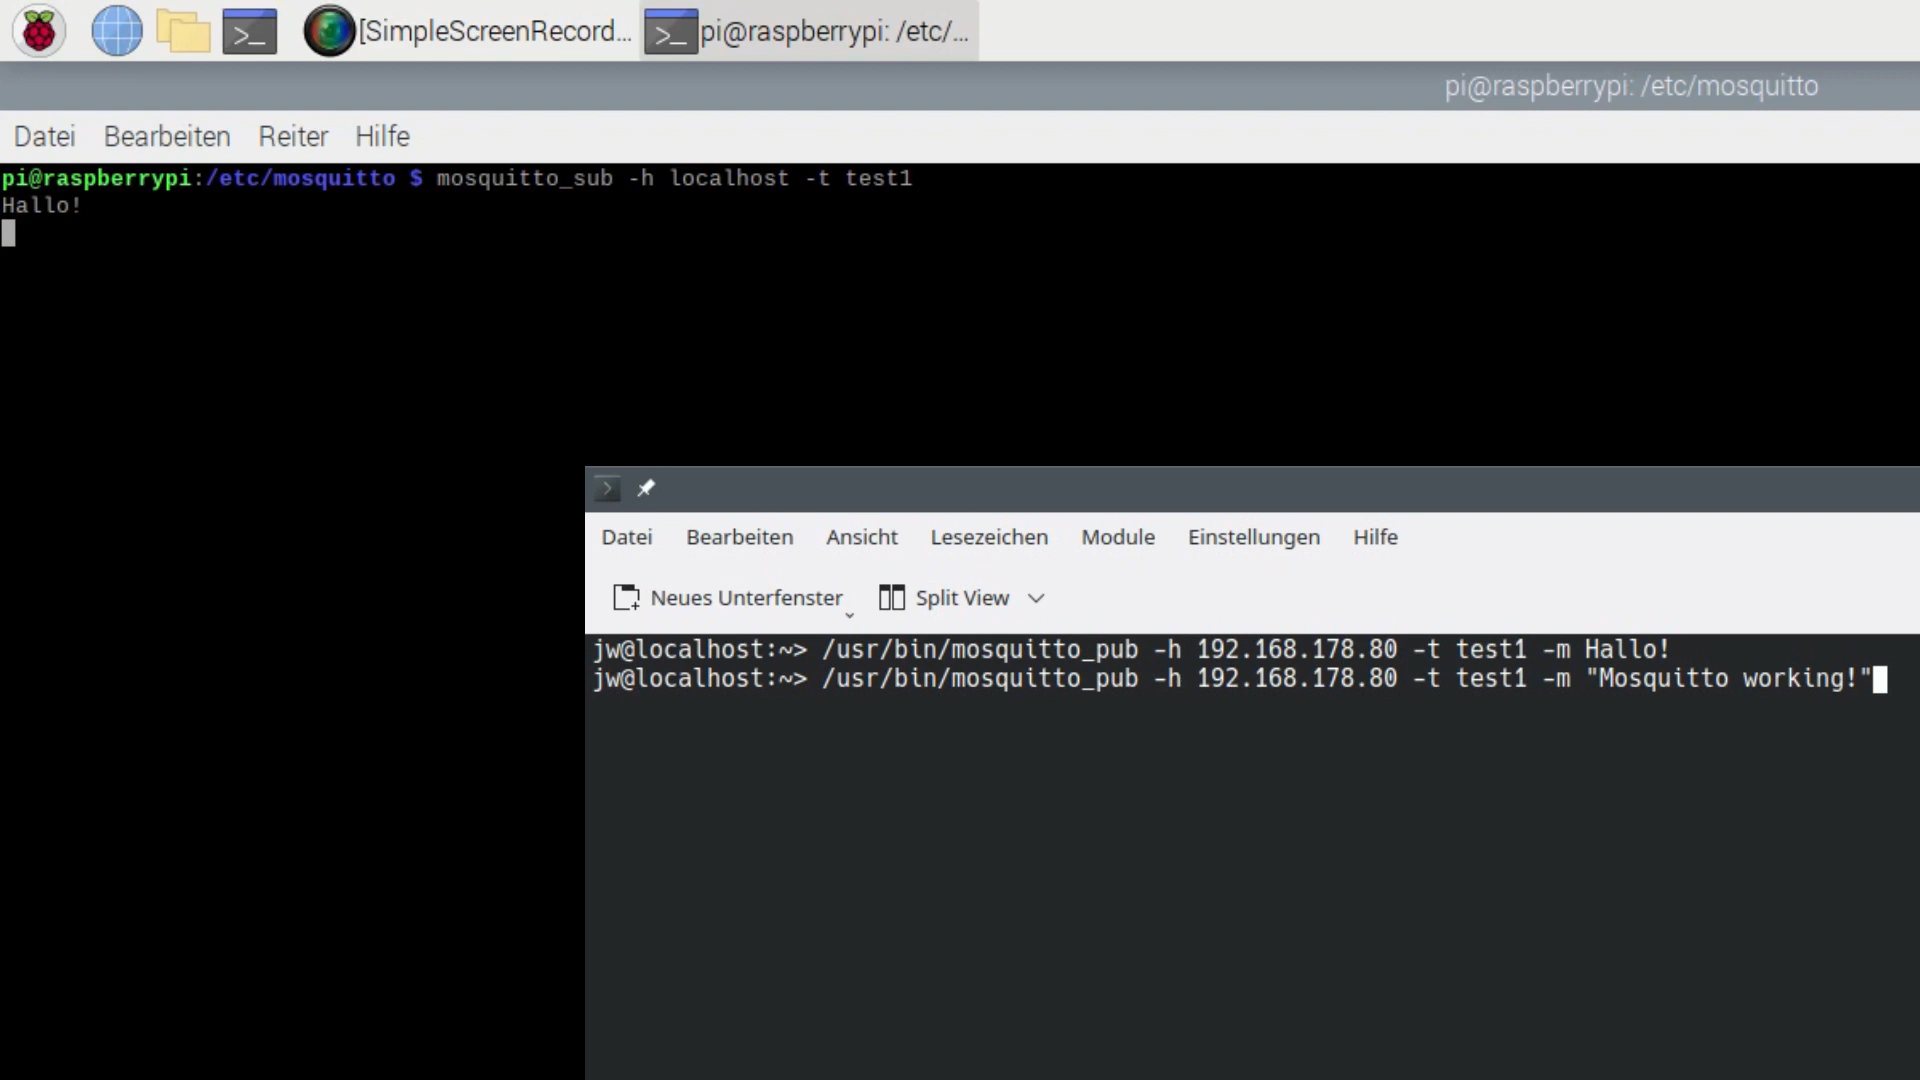 [SimpleScreenRecord... pi@raspberrypi: /etc/...
pi@raspberrypi: /etc/mosquitto
Datei Bearbeiten Reiter Hilfe
pi@raspberrypi:/etc/mosquitto $ mosquitto_sub -h localhost -t test1
Hallo!
Datei Bearbeiten Ansicht Lesezeichen Module Einstellungen Hilfe
Neues Unterfenster Split View
jw@localhost:~> /usr/bin/mosquitto_pub -h 192.168.178.80 -t test1 -m Hallo!
jw@localhost:~> /usr/bin/mosquitto_pub -h 192.168.178.80 -t test1 -m "Mosquitto working!"